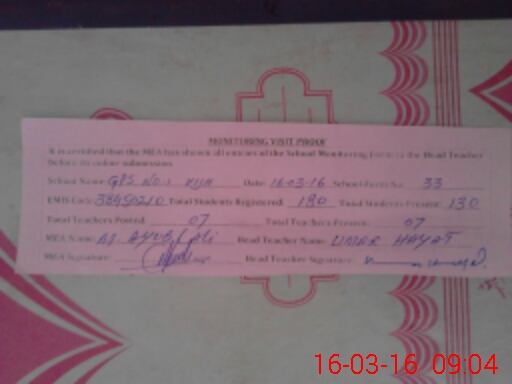 MONITORING VISIT PROOF
It is certified that the MEA has shown all entries of the School Monitoring Form to the Head Teacher
before its online submission.
School Name: GPS No.1 Date: 16-03-16 School Form No: 33
EMIS Code: 38450210 Total Students Registered: 180 Total Students Present: 130
Total Teachers Posted: 07 Total Teachers Present: 07
MEA Name: Head Teacher Name: UMAR HAYAT
MEA Signature: Head Teacher Signature:
16-03-16 09:04